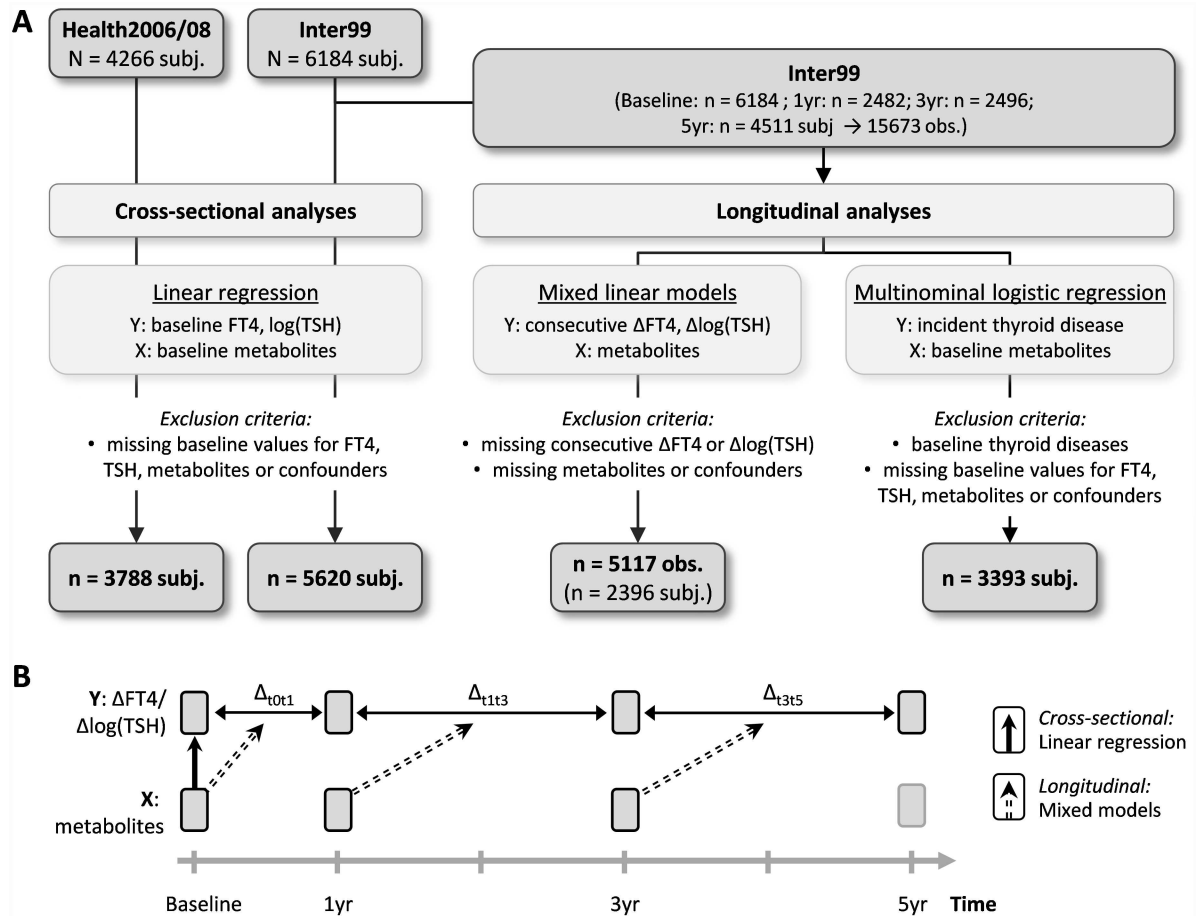 A
Health2006/08
N = 4266 subj.
Inter99
N = 6184 subj.
Inter99
(Baseline: n = 6184 ; 1yr: n = 2482; 3yr: n = 2496;
5yr: n = 4511 subj → 15673 obs.)
Cross-sectional analyses
Longitudinal analyses
Linear regression
Y: baseline FT4, log(TSH)
X: baseline metabolites
Mixed linear models
Y: consecutive ΔFT4, Δlog(TSH)
X: metabolites
Multinominal logistic regression
Y: incident thyroid disease
X: baseline metabolites
Exclusion criteria:
• missing baseline values for FT4,
TSH, metabolites or confounders
Exclusion criteria:
• missing consecutive ΔFT4 or Δlog(TSH)
• missing metabolites or confounders
Exclusion criteria:
• baseline thyroid diseases
• missing baseline values for FT4,
TSH, metabolites or confounders
n = 3788 subj.
n = 5620 subj.
n = 5117 obs.
(n = 2396 subj.)
n = 3393 subj.
B
Y: ΔFT4/
Δlog(TSH)
Δt0t1
Δt1t3
Δt3t5
X:
metabolites
Cross-sectional:
Linear regression
Longitudinal:
Mixed models
Baseline
1yr
3yr
5yr
Time